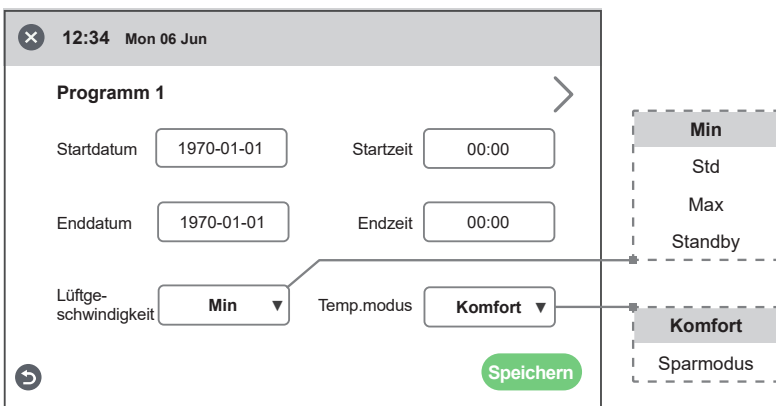 12:34 Mon 06 Jun
Programm 1
Startdatum 1970-01-01 Startzeit 00:00
Enddatum 1970-01-01 Endzeit 00:00
Lüftge-
schwindigkeit Min ▼ Temp.modus Komfort ▼
Speichern
Min
Std
Max
Standby
Komfort
Sparmodus